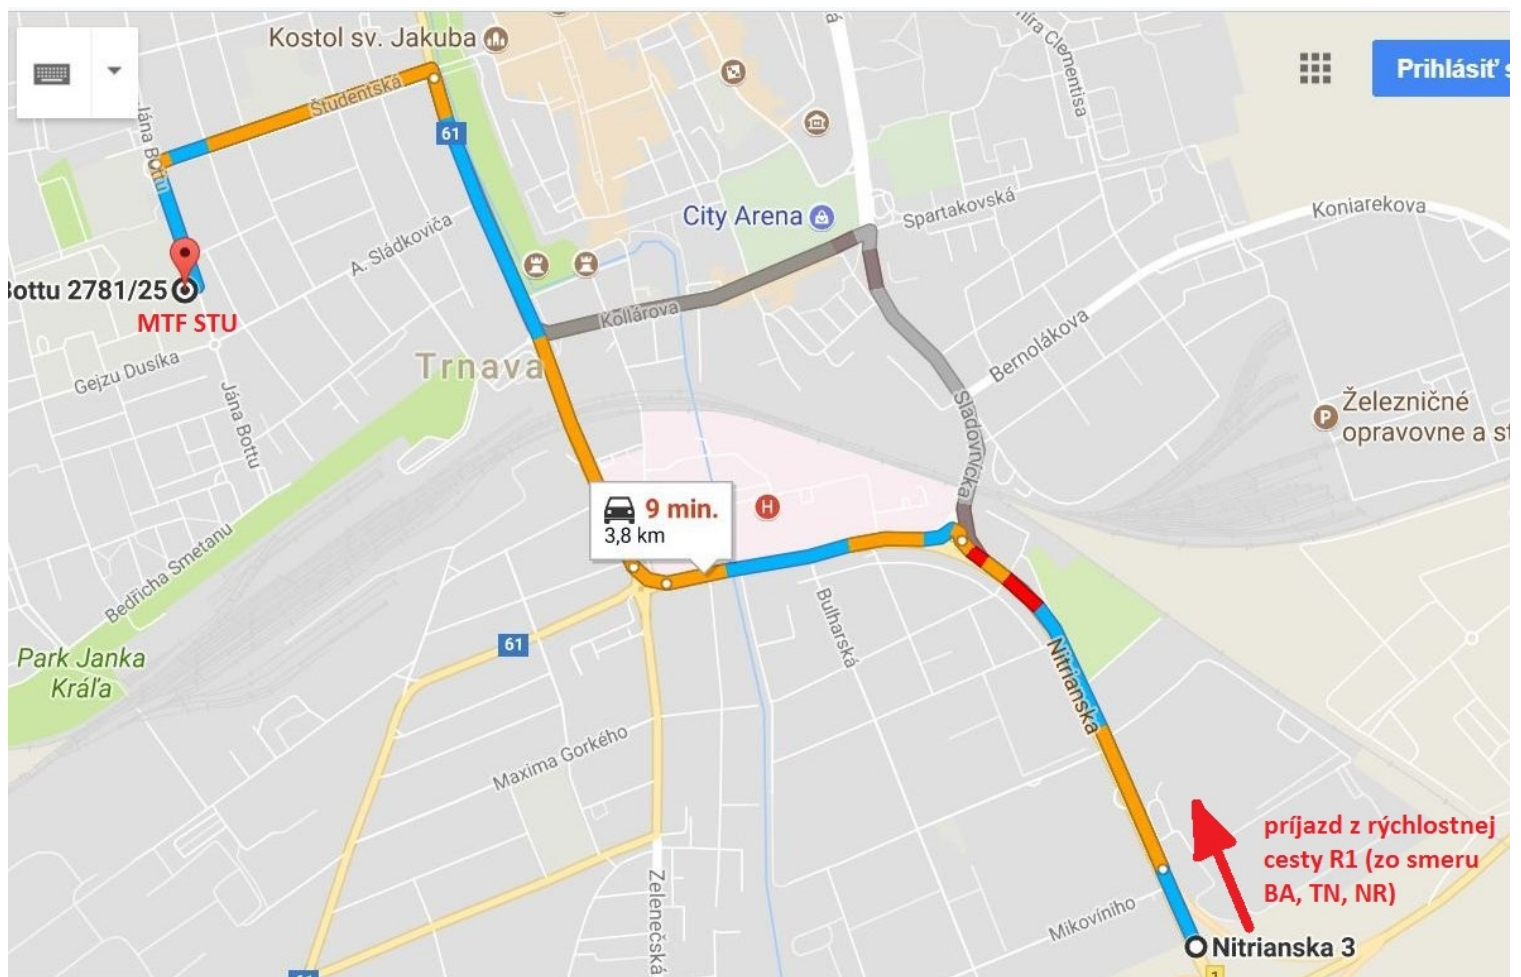 Kostol sv. Jakuba
Prihlásiť s
Študentská
Jána Bottu
61
A. Sládkoviča
City Arena
Spartakovská
Koniarekova
Bottu 2781/25
MTF STU
Kollárova
Bernolákova
Gejzu Dusíka
Trnava
Jána Bottu
Sladovnícka
Železničné
opravovne a st
9 min.
3,8 km
H
P
Bedřicha Smetanu
Bulharská
61
Park Janka
Kráľa
Nitrianska
Maxima Gorkého
príjazd z rýchlostnej
cesty R1 (zo smeru
BA, TN, NR)
Zelenečská
Mikovíniho
Nitrianska 3
1